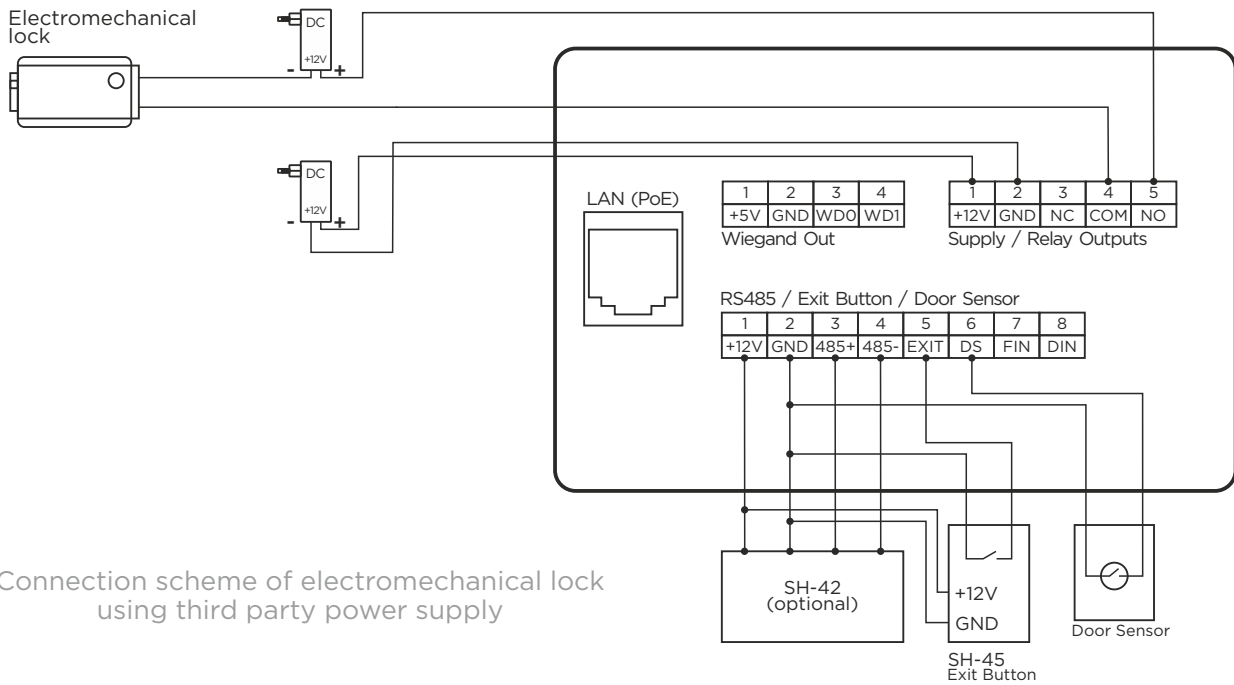 Electromechanical
lock
DC
+12V
- +
DC
+12V
- +
LAN (PoE)
1 2 3 4
+5V GND WD0 WD1
Wiegand Out
1 2 3 4 5
+12V GND NC COM NO
Supply / Relay Outputs
RS485 / Exit Button / Door Sensor
1 2 3 4 5 6 7 8
+12V GND 485+ 485- EXIT DS FIN DIN
SH-42
(optional)
+12V
GND
SH-45
Exit Button
Door Sensor
Connection scheme of electromechanical lock
using third party power supply